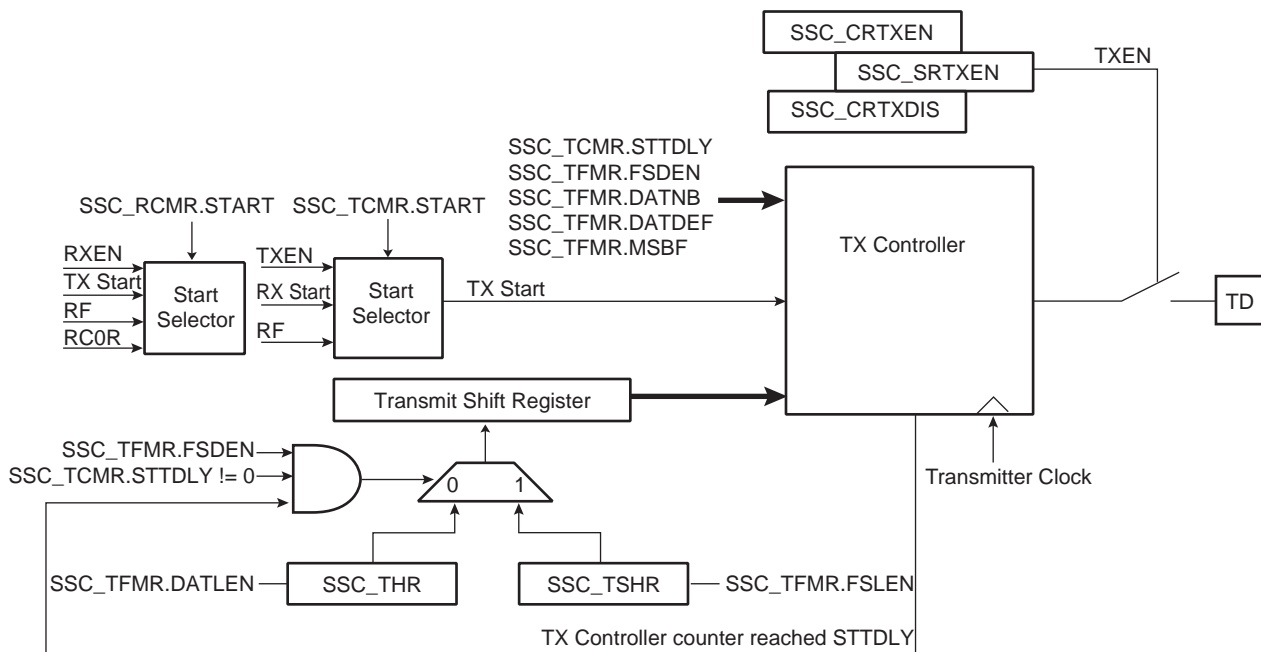 SSC_CRTXEN
SSC_SRTXEN
TXEN
SSC_CRTXDIS
SSC_TCMR.STTDLY
SSC_TFMR.FSDEN
SSC_TFMR.DATNB
SSC_TFMR.DATDEF
SSC_TFMR.MSBF
SSC_RCMR.START
SSC_TCMR.START
RXEN
TX Start
RF
RC0R
Start
Selector
TXEN
RX Start
RF
Start
Selector
TX Start
TX Controller
TD
Transmit Shift Register
SSC_TFMR.FSDEN
SSC_TCMR.STTDLY != 0
0
1
Transmitter Clock
SSC_TFMR.DATLEN
SSC_THR
SSC_TSHR
SSC_TFMR.FSLEN
TX Controller counter reached STTDLY